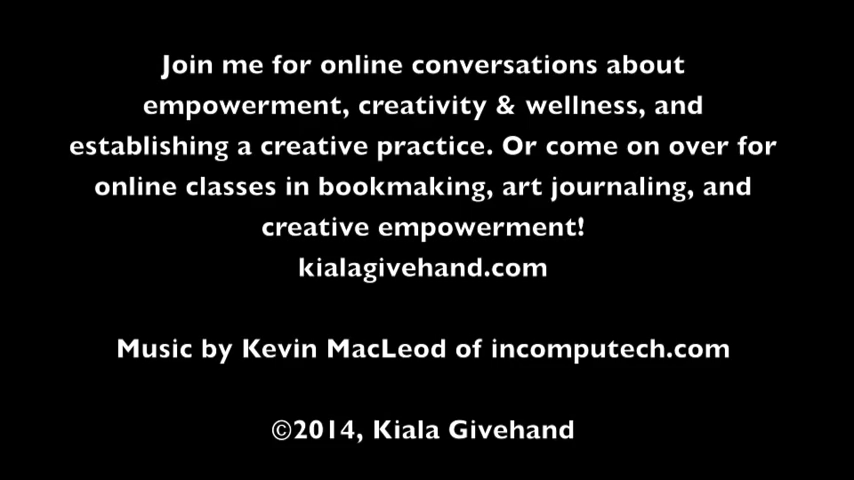 Join me for online conversations about
empowerment, creativity & wellness, and
establishing a creative practice. Or come on over for
online classes in bookmaking, art journaling, and
creative empowerment!
kialagivehand.com
Music by Kevin MacLeod of incomputech.com
©2014, Kiala Givehand